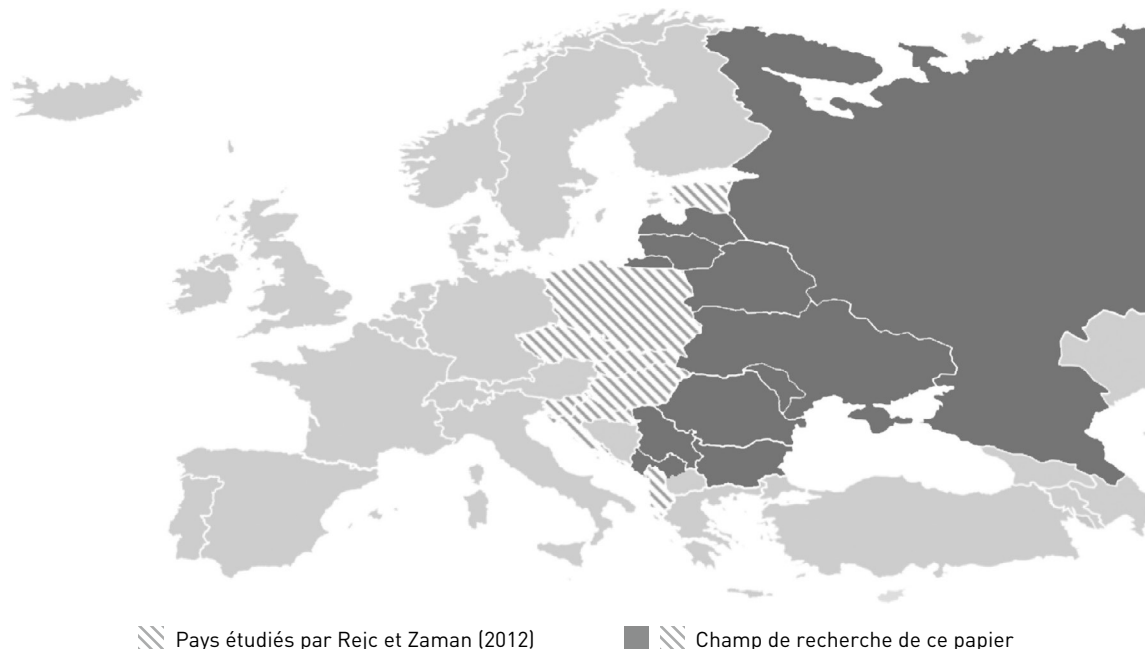 Pays étudiés par Rejc et Zaman (2012)
Champ de recherche de ce papier